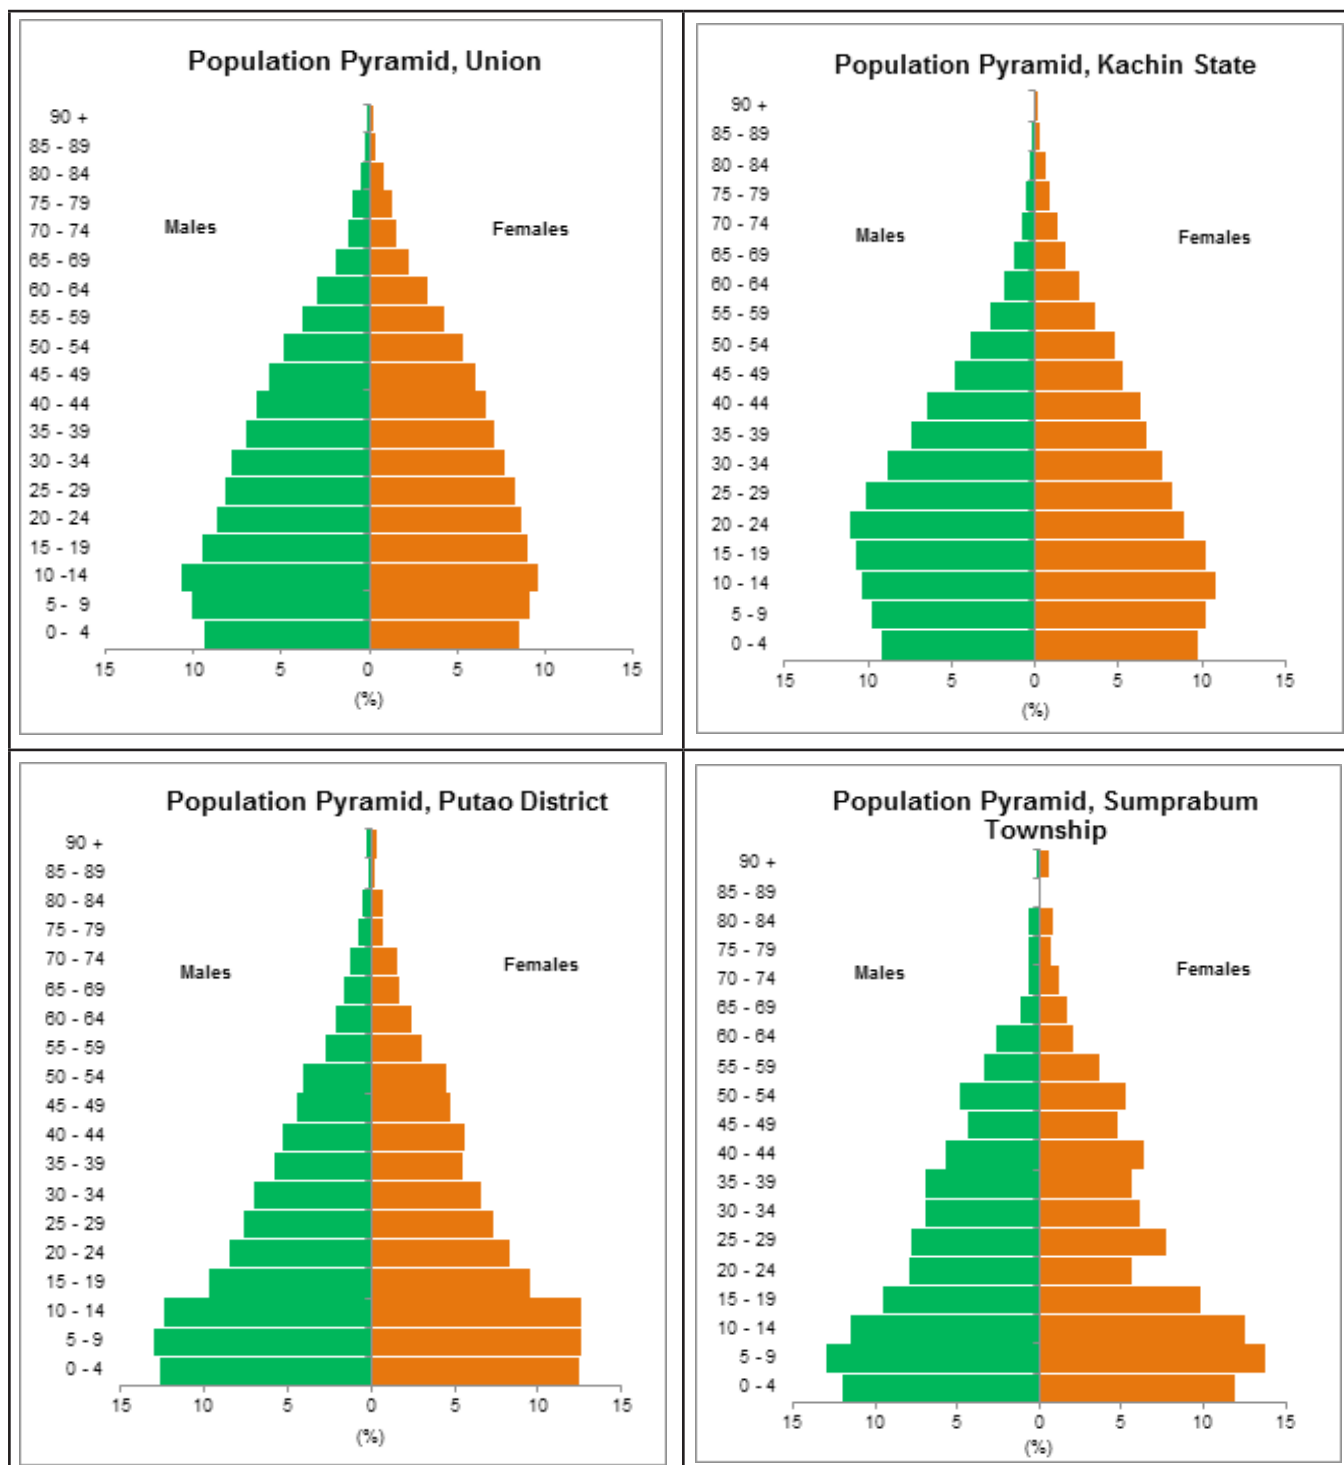 Population Pyramid, Union
90 +
85 - 89
80 - 84
75 - 79
70 - 74
65 - 69
60 - 64
55 - 59
50 - 54
45 - 49
40 - 44
35 - 39
30 - 34
25 - 29
20 - 24
15 - 19
10 -14
5 - 9
0 - 4
Males
Females
15 10 5 0 5 10 15
(%)
Population Pyramid, Kachin State
90 +
85 - 89
80 - 84
75 - 79
70 - 74
65 - 69
60 - 64
55 - 59
50 - 54
45 - 49
40 - 44
35 - 39
30 - 34
25 - 29
20 - 24
15 - 19
10 - 14
5 - 9
0 - 4
Males
Females
15 10 5 0 5 10 15
(%)
Population Pyramid, Putao District
90 +
85 - 89
80 - 84
75 - 79
70 - 74
65 - 69
60 - 64
55 - 59
50 - 54
45 - 49
40 - 44
35 - 39
30 - 34
25 - 29
20 - 24
15 - 19
10 - 14
5 - 9
0 - 4
Males
Females
15 10 5 0 5 10 15
(%)
Population Pyramid, Sumprabum
Township
90 +
85 - 89
80 - 84
75 - 79
70 - 74
65 - 69
60 - 64
55 - 59
50 - 54
45 - 49
40 - 44
35 - 39
30 - 34
25 - 29
20 - 24
15 - 19
10 - 14
5 - 9
0 - 4
Males
Females
15 10 5 0 5 10 15
(%)